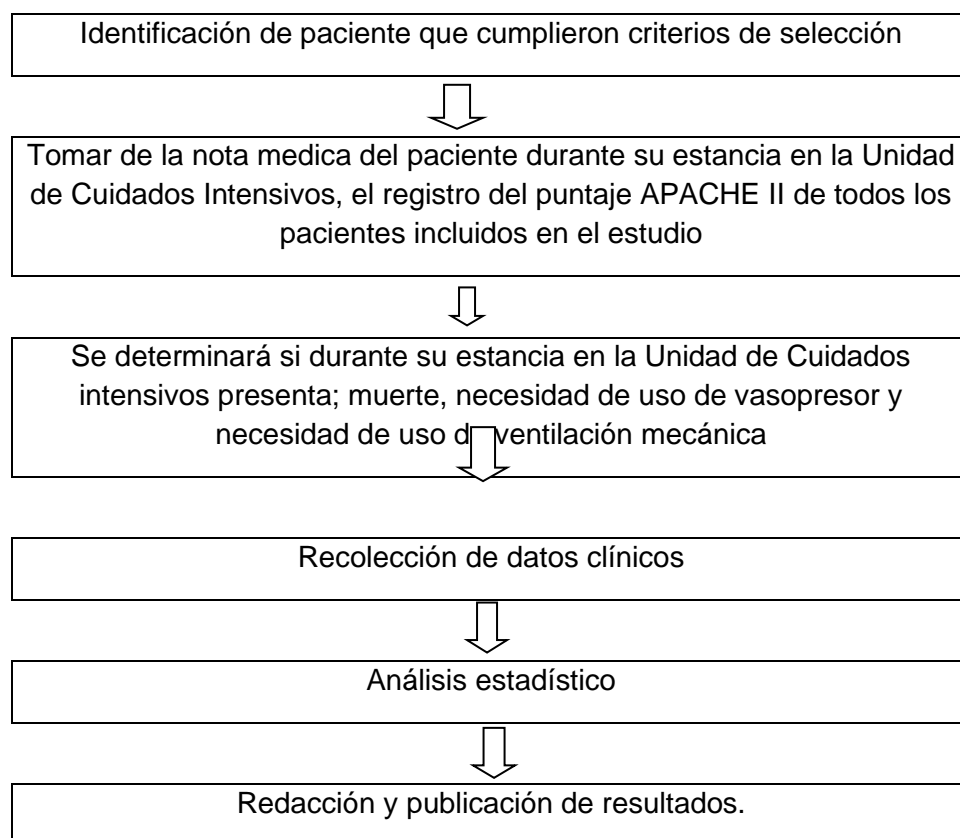 Identificación de paciente que cumplieron criterios de selección
Tomar de la nota medica del paciente durante su estancia en la Unidad
de Cuidados Intensivos, el registro del puntaje APACHE II de todos los
pacientes incluidos en el estudio
Se determinará si durante su estancia en la Unidad de Cuidados
intensivos presenta; muerte, necesidad de uso de vasopresor y
necesidad de uso de ventilación mecánica
Recolección de datos clínicos
Análisis estadístico
Redacción y publicación de resultados.